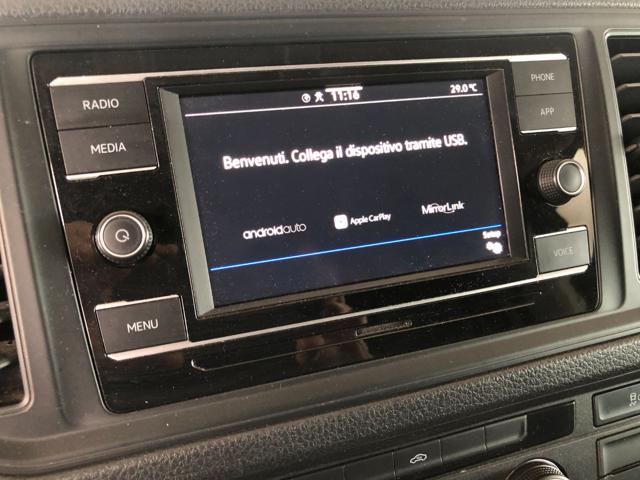 RADIO
MEDIA
MENU
11:16
29.0 °C
Benvenuti. Collega il dispositivo tramite USB.
androidauto
Apple CarPlay
MirrorLink
Setup
PHONE
APP
VOICE